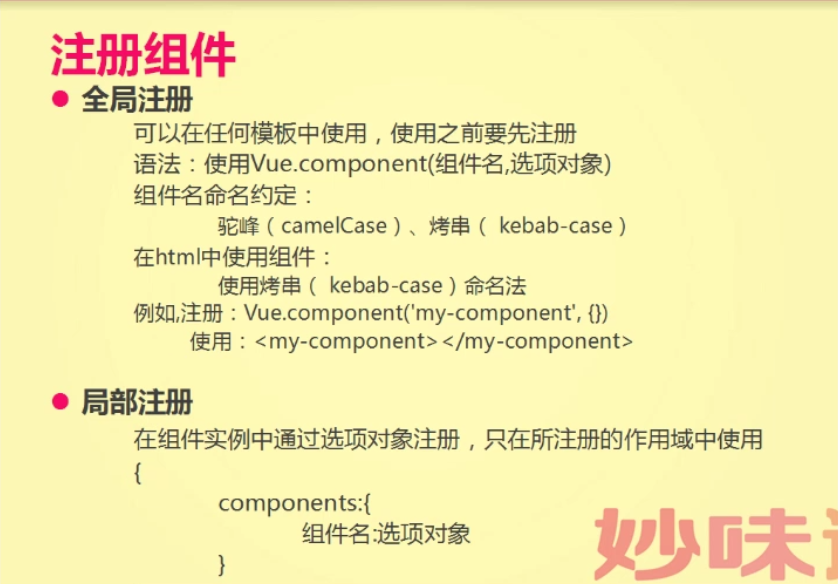 注册组件
全局注册
可以在任何模板中使用，使用之前要先注册
语法：使用Vue.component(组件名,选项对象)
组件名命名约定：
驼峰（camelCase）、烤串（ kebab-case）
在html中使用组件：
使用烤串（ kebab-case）命名法
例如,注册：Vue.component('my-component', {})
使用：<my-component></my-component>
局部注册
在组件实例中通过选项对象注册，只在所注册的作用域中使用
{
components:{
组件名:选项对象
}
妙味